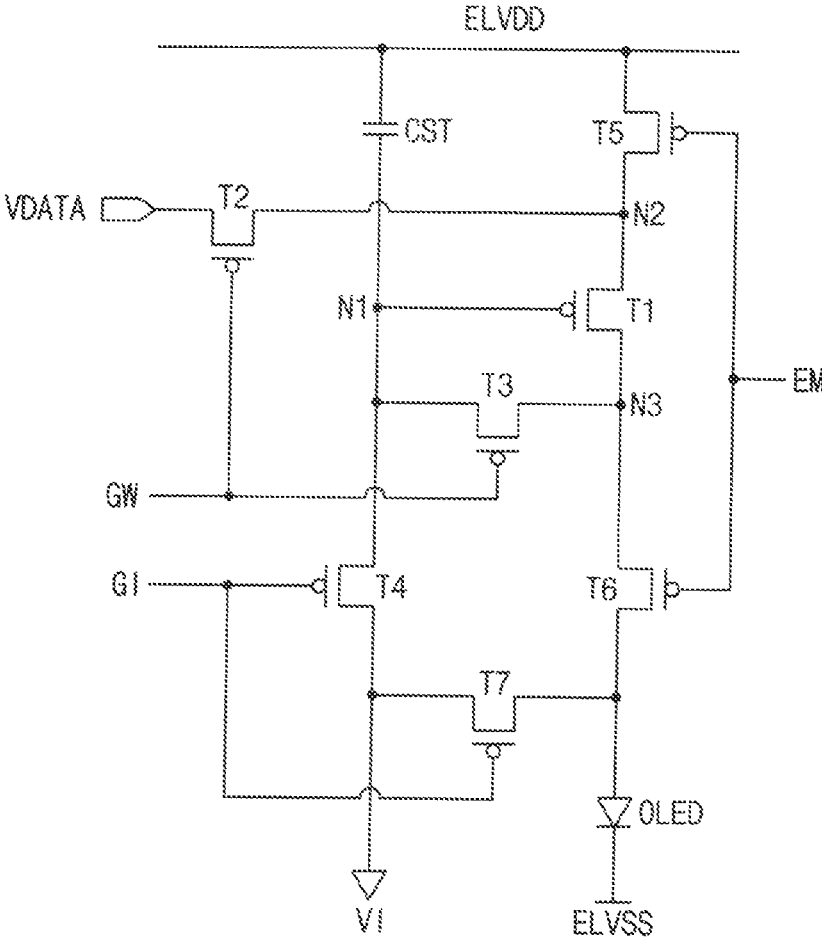 ELVDD
CST
T5
VDATA
T2
N2
N1
T1
T3
EM
N3
GW
GI
T4
T6
T7
OLED
VI
ELVSS